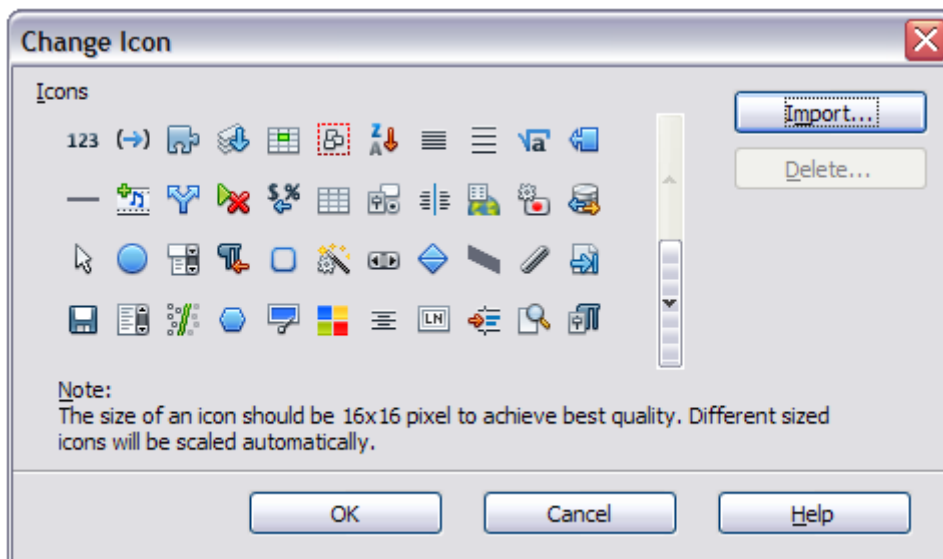 Change Icon
Icons
Import...
Delete...
123
Z
A
√a
$ %
LN
Note:
The size of an icon should be 16x16 pixel to achieve best quality. Different sized
icons will be scaled automatically.
OK Cancel Help